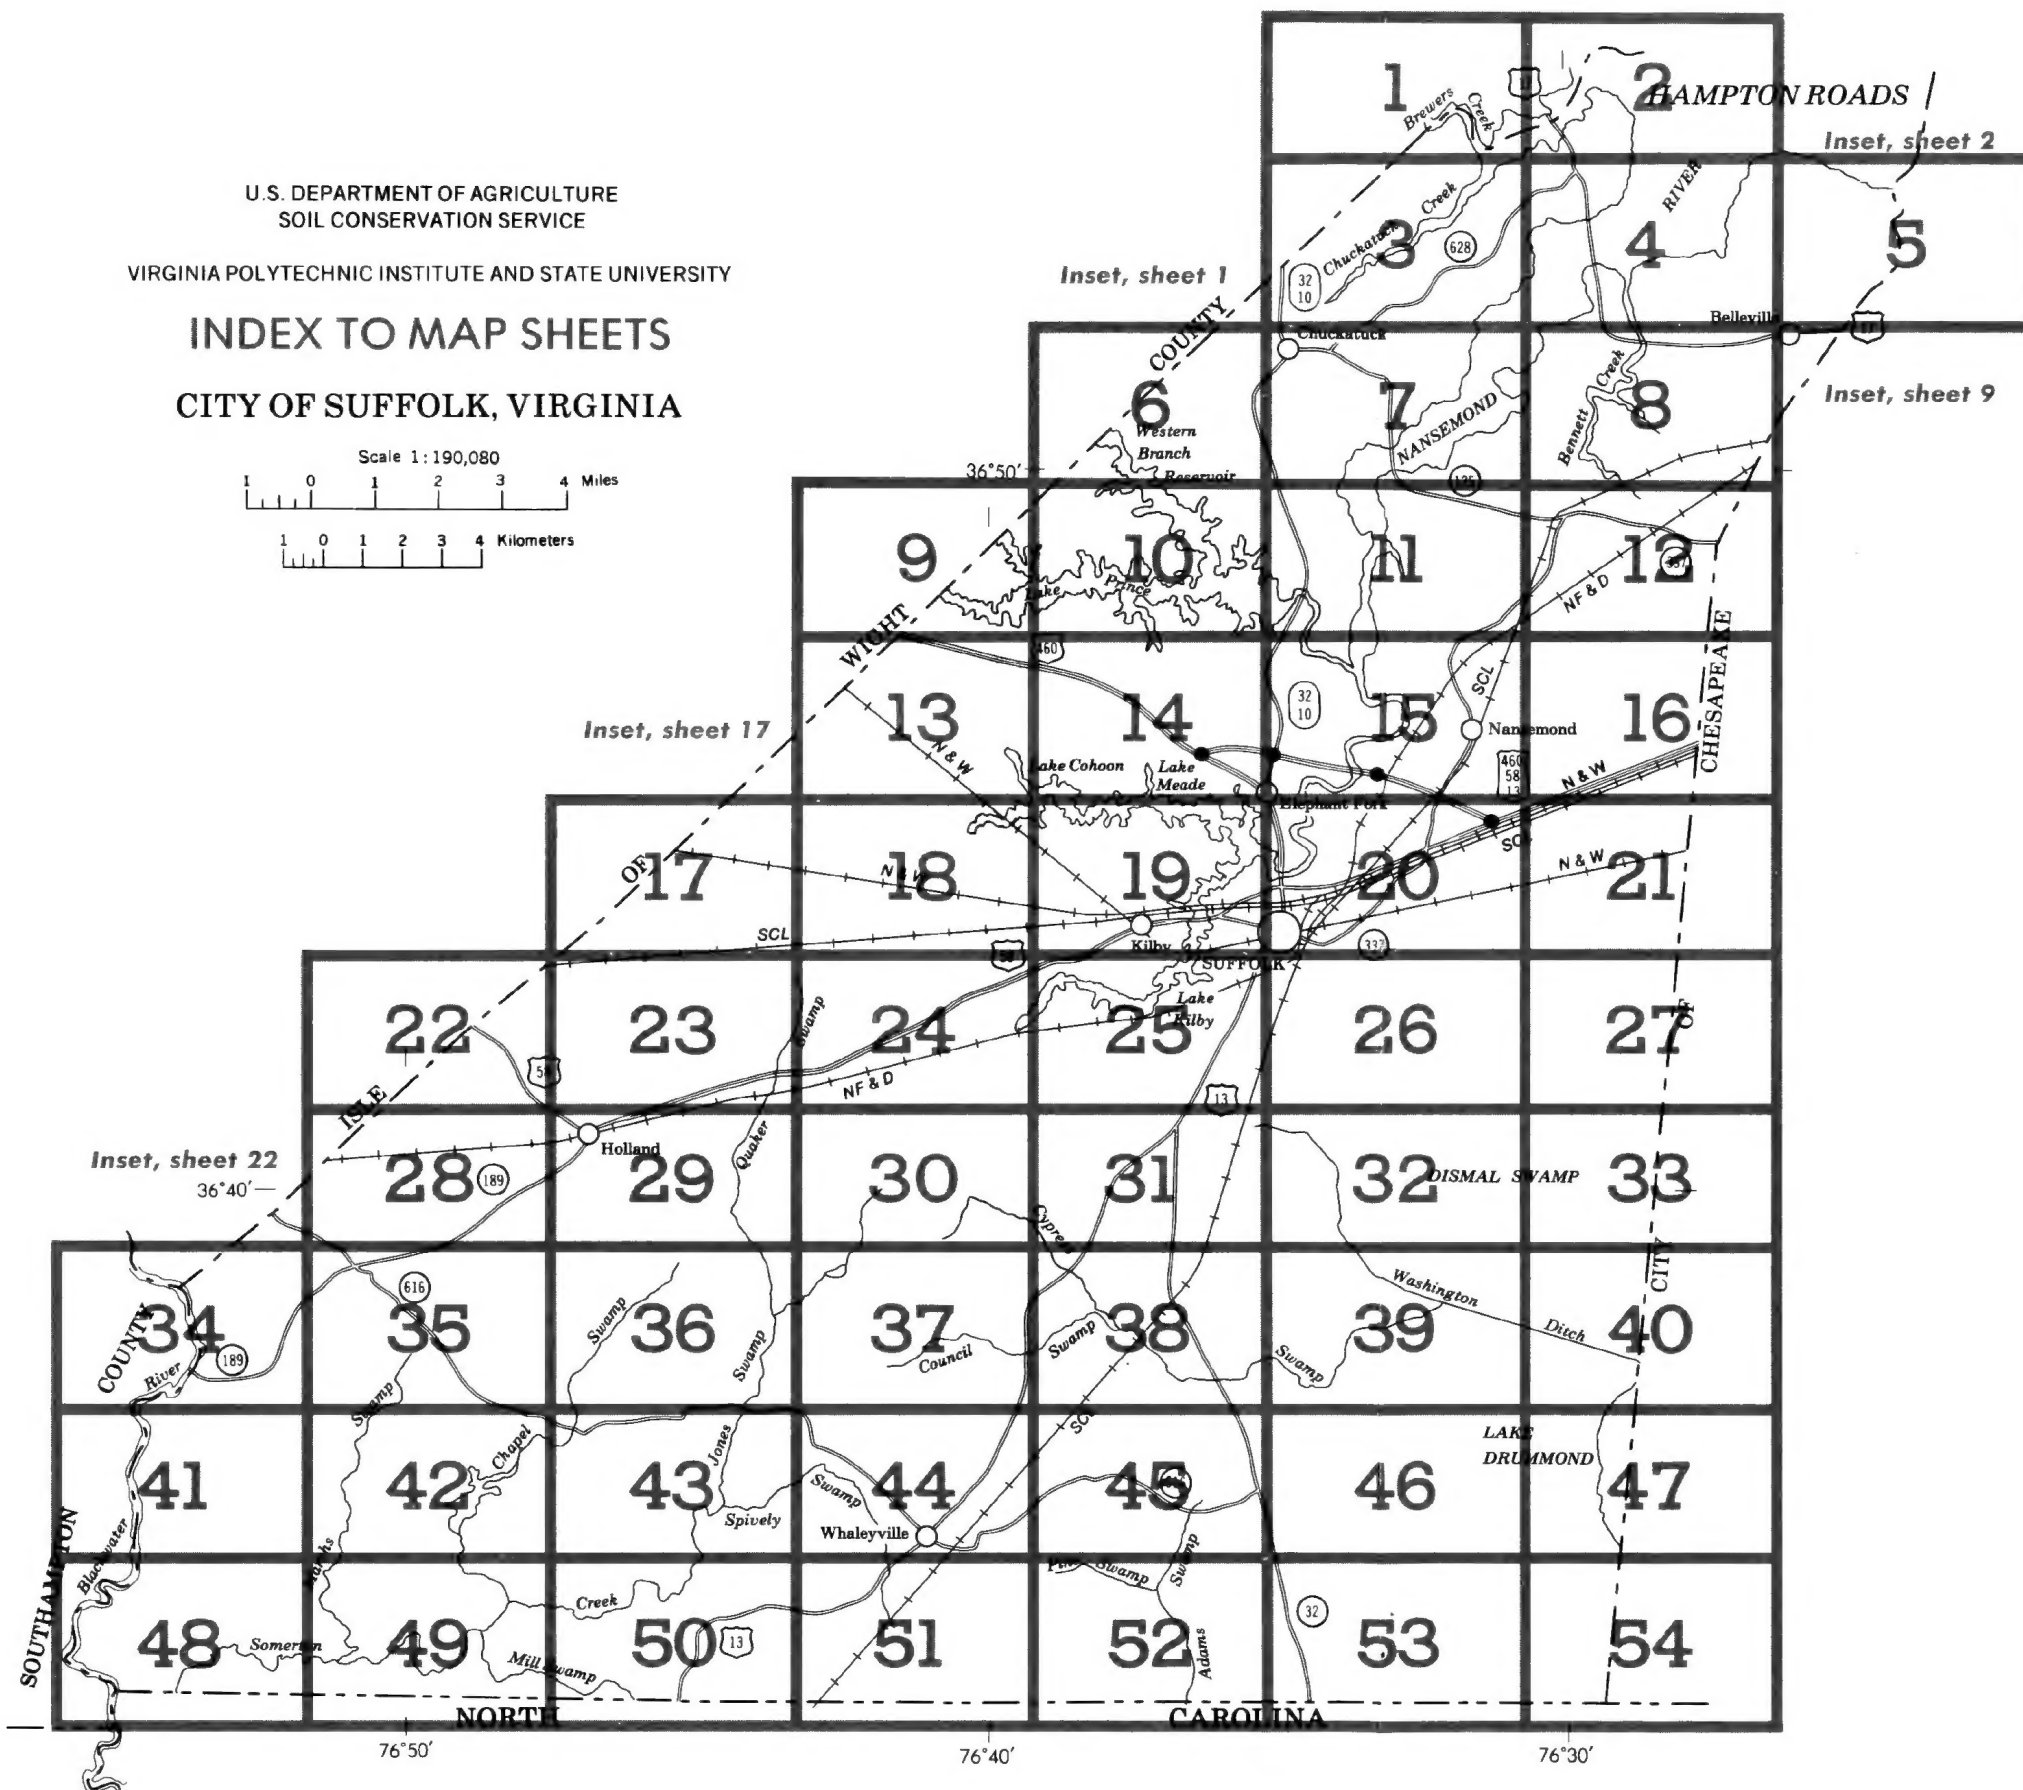 U.S. DEPARTMENT OF AGRICULTURE
SOIL CONSERVATION SERVICE
VIRGINIA POLYTECHNIC INSTITUTE AND STATE UNIVERSITY
INDEX TO MAP SHEETS
CITY OF SUFFOLK, VIRGINIA
Scale 1:190,080
1 0 1 2 3 4 Miles
1 0 1 2 3 4 Kilometers
1
2
HAMPTON ROADS
Brewers
Creek
Inset, sheet 2
RIVER
Creek
Chuckatuck
3
628
4
5
Inset, sheet 1
32
10
COUNTY
Belleville
17
Chuckatuck
6
7
8
Creek
Inset, sheet 9
NANSEMOND
Bennett
Western
Branch
Reservoir
36°50'
125
9
10
11
12
337
Lake
Prince
NF & D
WIGHT
460
CHESAPEAKE
SCL
13
14
32
10
15
16
Inset, sheet 17
Nansemond
N & W
Lake Cohoon
Lake
Meade
460
58
13
N & W
Elephant Fork
SCL
OF
17
18
N & W
19
20
N & W
21
SCL
Kilby
337
58
SUFFOLK
22
23
Swamp
24
25
Lake
Kilby
26
27
OF
58
NF & D
13
ISLE
Holland
Quaker
Inset, sheet 22
36°40'
28
189
29
30
31
32
DISMAL SWAMP
33
Cypress
CITY
34
COUNTY
River
189
616
35
Swamp
36
Swamp
37
Council
Swamp
38
Washington
39
Ditch
40
Swamp
Swamp
SCL
41
42
Chapel
43
Jones
Spively
Swamp
44
Whaleyville
45
46
LAKE
DRUMMOND
47
SOUTHAMPTON
Blackwater
Swamp
Swamp
48
Somerton
49
Creek
Mill Swamp
50
13
51
52
Adams
32
53
54
NORTH
CAROLINA
76°50'
76°40'
76°30'